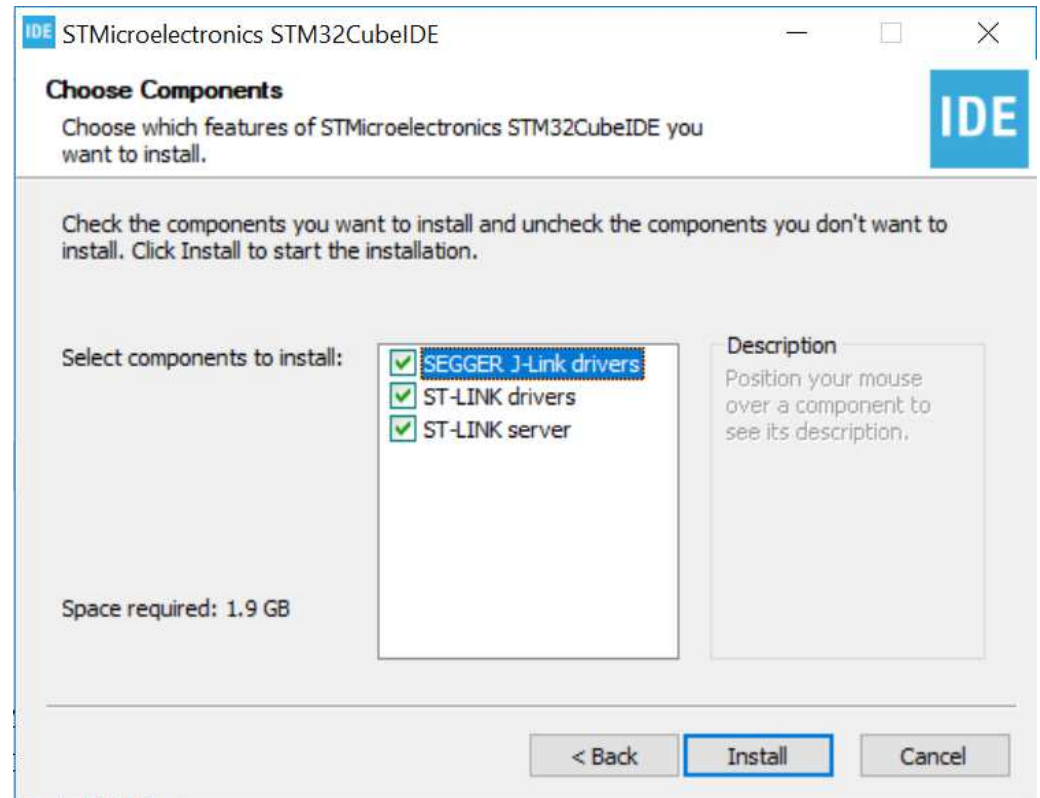 IDE STMicroelectronics STM32CubeIDE
Choose Components
Choose which features of STMicroelectronics STM32CubeIDE you
want to install.
IDE
Check the components you want to install and uncheck the components you don't want to
install. Click Install to start the installation.
Select components to install:
SEGGER J-Link drivers
ST-LINK drivers
ST-LINK server
Description
Position your mouse
over a component to
see its description.
Space required: 1.9 GB
< Back
Install
Cancel